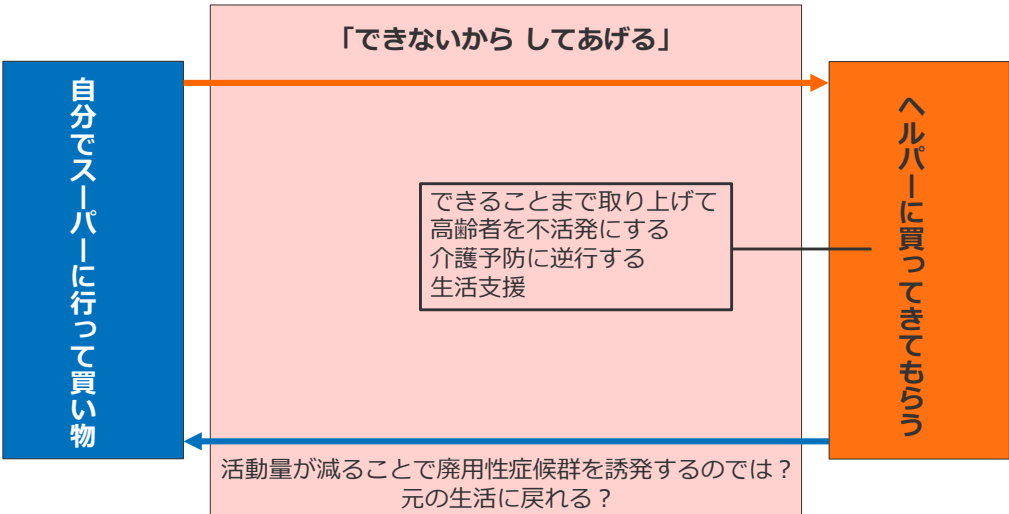 「できないから してあげる」
自分でスーパーに行って買い物
できることまで取り上げて
高齢者を不活発にする
介護予防に逆行する
生活支援
ヘルパーに買ってきてもらう
活動量が減ることで廃用性症候群を誘発するのでは？
元の生活に戻れる？